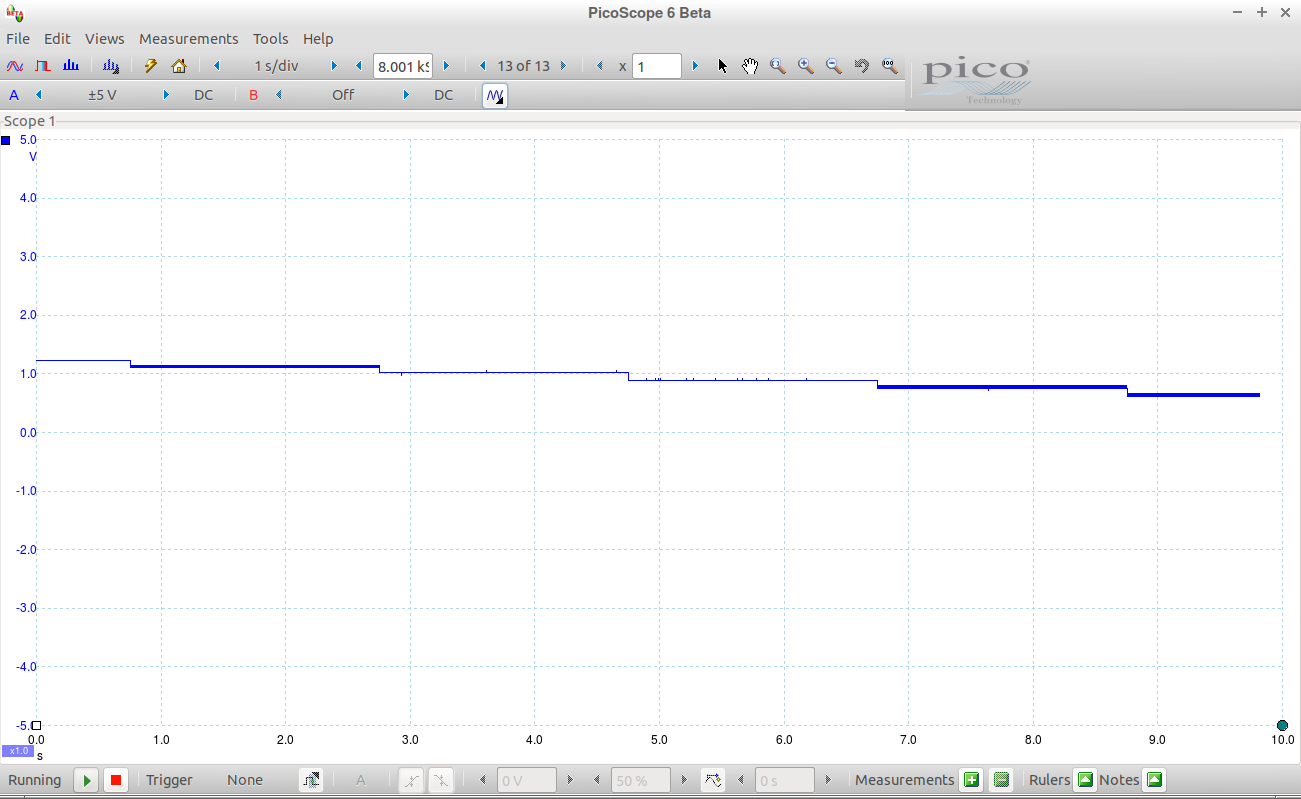 PicoScope 6 Beta
BETA
File Edit Views Measurements Tools Help
1 s/div 8.001 kS 13 of 13 x 1
A ±5 V DC B Off DC
pico
Technology
Scope 1
5.0
V
4.0
3.0
2.0
1.0
0.0
-1.0
-2.0
-3.0
-4.0
-5.0
0.0 1.0 2.0 3.0 4.0 5.0 6.0 7.0 8.0 9.0 10.0
x1.0
s
Running Trigger None A 0 V 50 % 0 s Measurements Rulers Notes